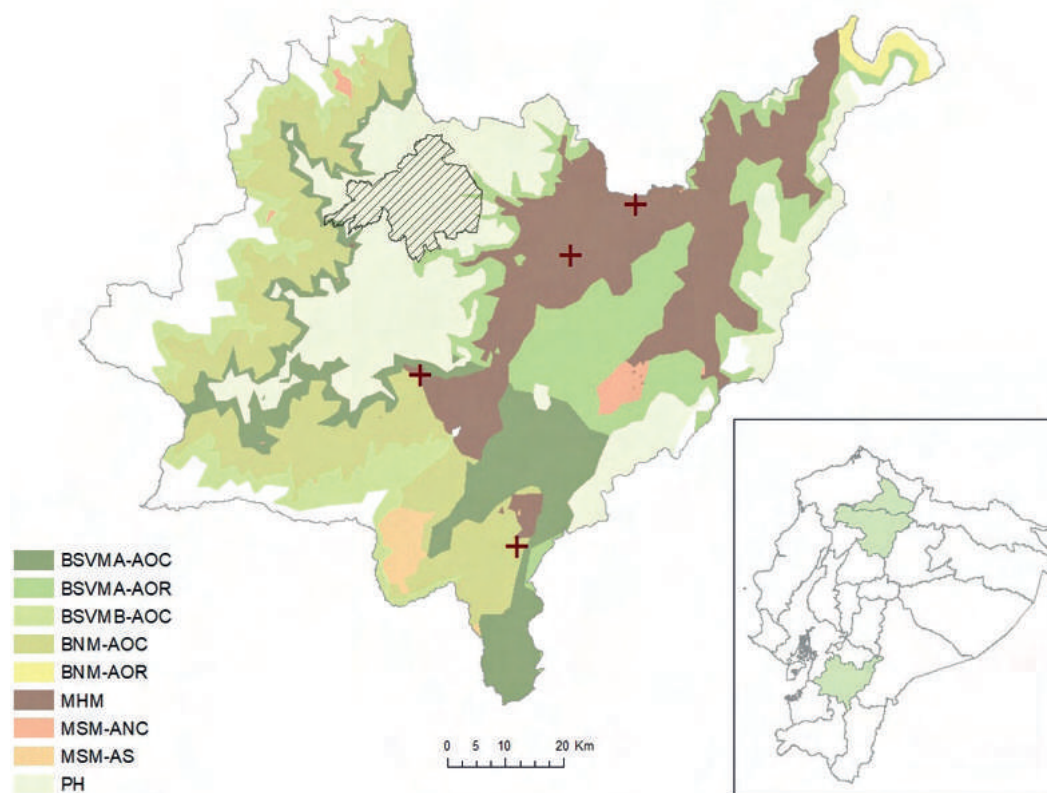 BSVMA-AOC
BSVMA-AOR
BSVMB-AOC
BNM-AOC
BNM-AOR
MHM
MSM-ANC
MSM-AS
PH
0 5 10 20 Km